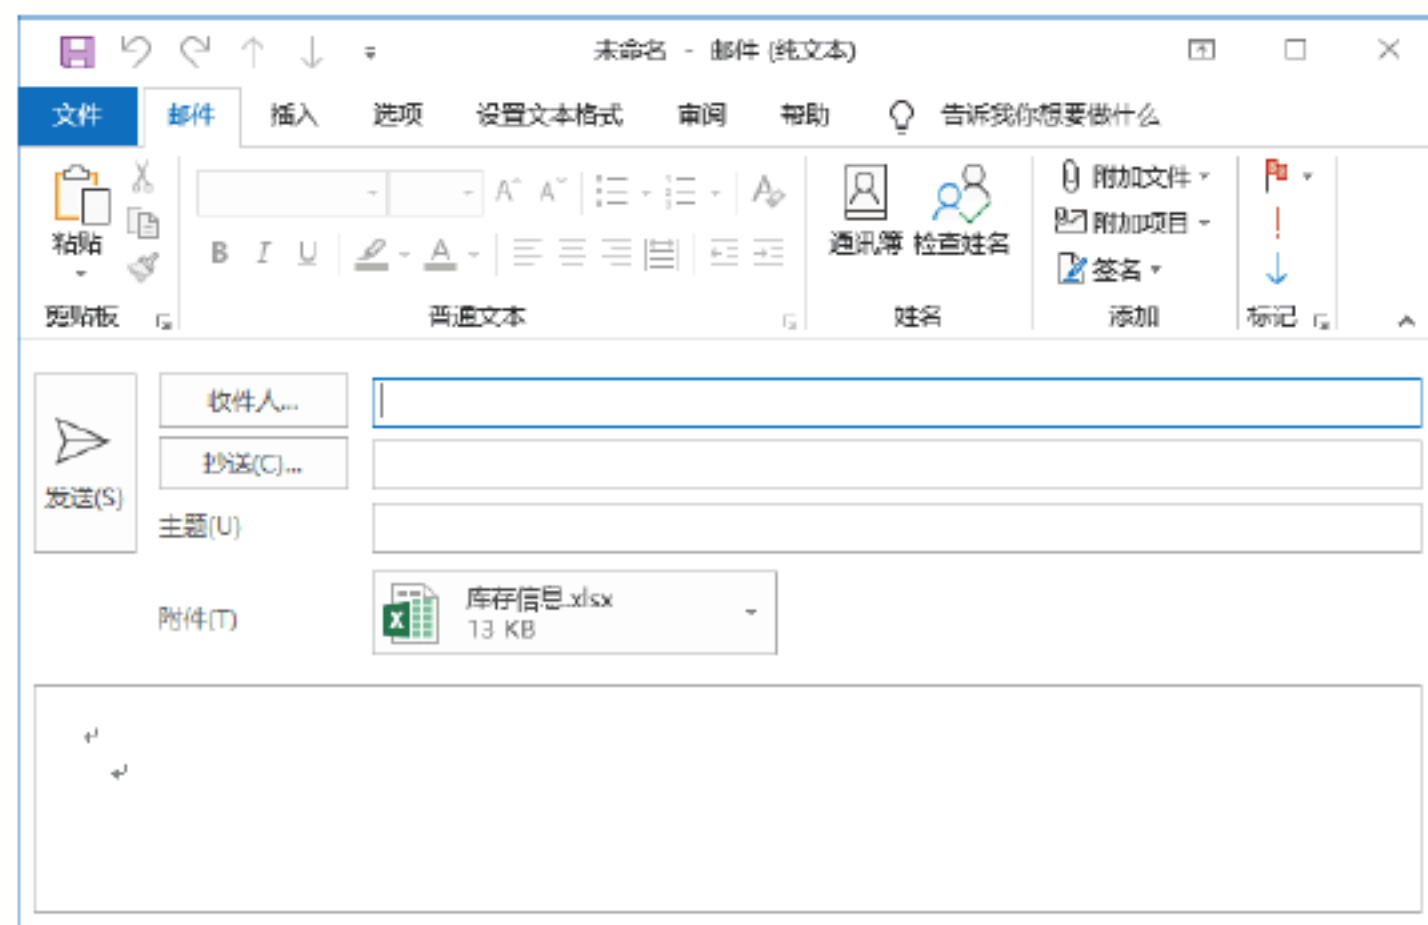 未命名 - 邮件 (纯文本)
文件 邮件 插入 选项 设置文本格式 审阅 帮助 告诉我你想要做什么
粘贴
B I U A
通讯簿 检查姓名
附加文件
附加项目
签名
剪贴板 普通文本 姓名 添加 标记
收件人...
抄送(C)...
发送(S)
主题(U)
附件(T)
库存信息.xlsx
13 KB